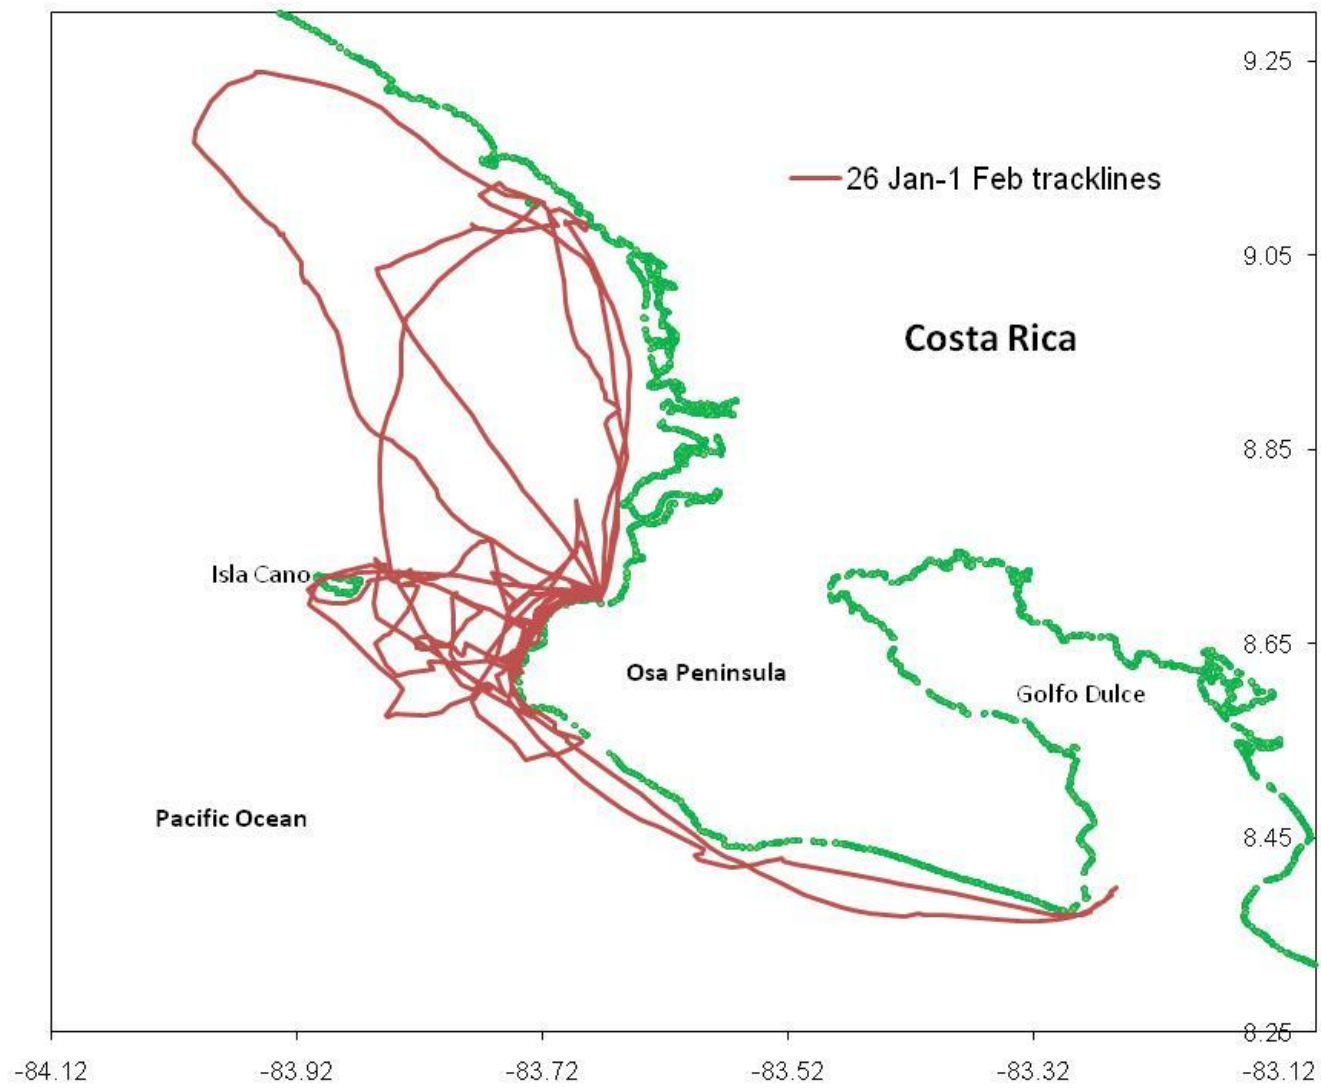 9.25
26 Jan-1 Feb tracklines
9.05
Costa Rica
8.85
Isla Cano
8.65
Osa Peninsula
Golfo Dulce
Pacific Ocean
8.45
8.25
-84.12 -83.92 -83.72 -83.52 -83.32 -83.12